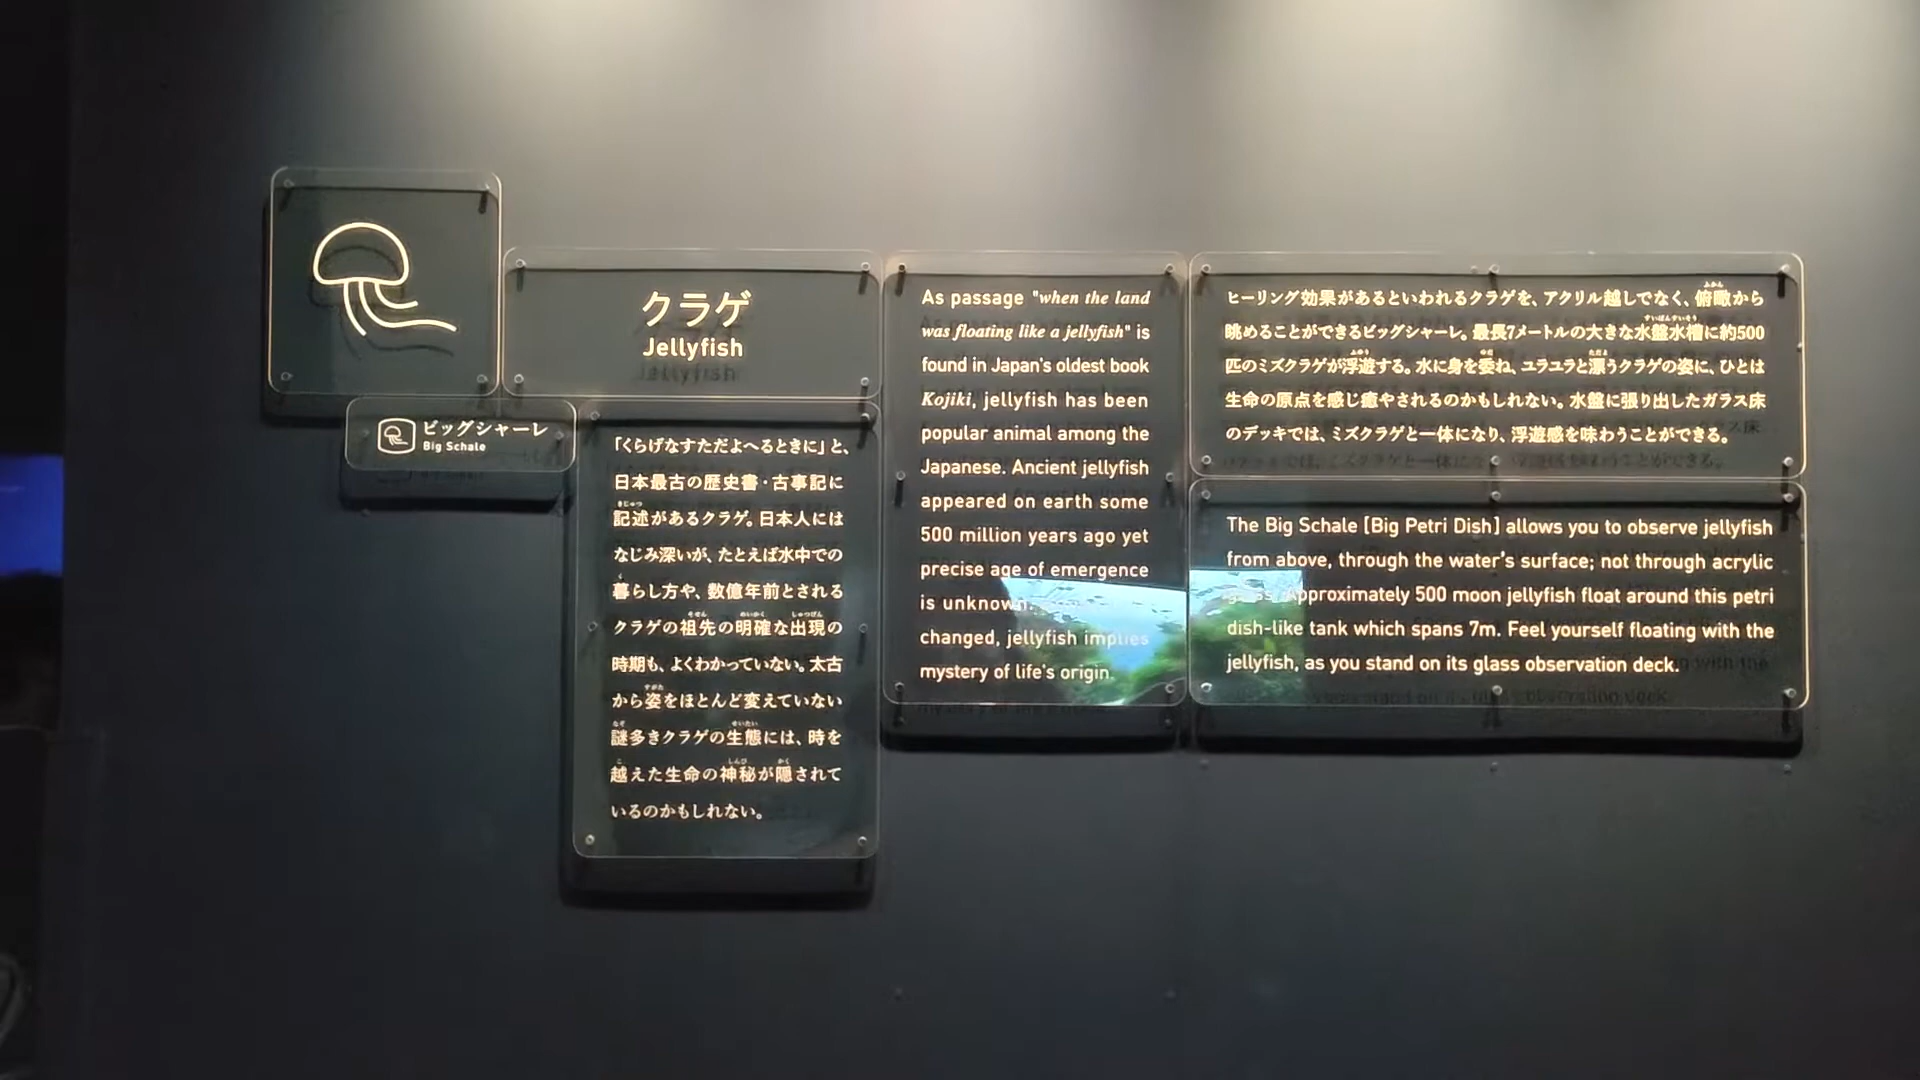 クラゲ
Jellyfish
ビッグシャーレ
Big Schale
「くらげなすただよへるときに」と、
日本最古の歴史書・古事記に
記述があるクラゲ。日本人には
なじみ深いが、たとえば水中での
暮らし方や、数億年前とされる
クラゲの祖先の明確な出現の
時期も、よくわかっていない。太古
から姿をほとんど変えていない
謎多きクラゲの生態には、時を
越えた生命の神秘が隠されて
いるのかもしれない。
As passage "when the land
was floating like a jellyfish" is
found in Japan's oldest book
Kojiki, jellyfish has been
popular animal among the
Japanese. Ancient jellyfish
appeared on earth some
500 million years ago yet
precise age of emergence
is unknown.
changed, jellyfish implies
mystery of life's origin.
ヒーリング効果があるといわれるクラゲを、アクリル越しでなく、俯瞰から
眺めることができるビッグシャーレ。最長7メートルの大きな水盤水槽に約500
匹のミズクラゲが浮遊する。水に身を委ね、ユラユラと漂うクラゲの姿に、ひとは
生命の原点を感じ癒やされるのかもしれない。水盤に張り出したガラス床
のデッキでは、ミズクラゲと一体になり、浮遊感を味わうことができる。
The Big Schale [Big Petri Dish] allows you to observe jellyfish
from above, through the water's surface; not through acrylic
glass. Approximately 500 moon jellyfish float around this petri
dish-like tank which spans 7m. Feel yourself floating with the
jellyfish, as you stand on its glass observation deck.